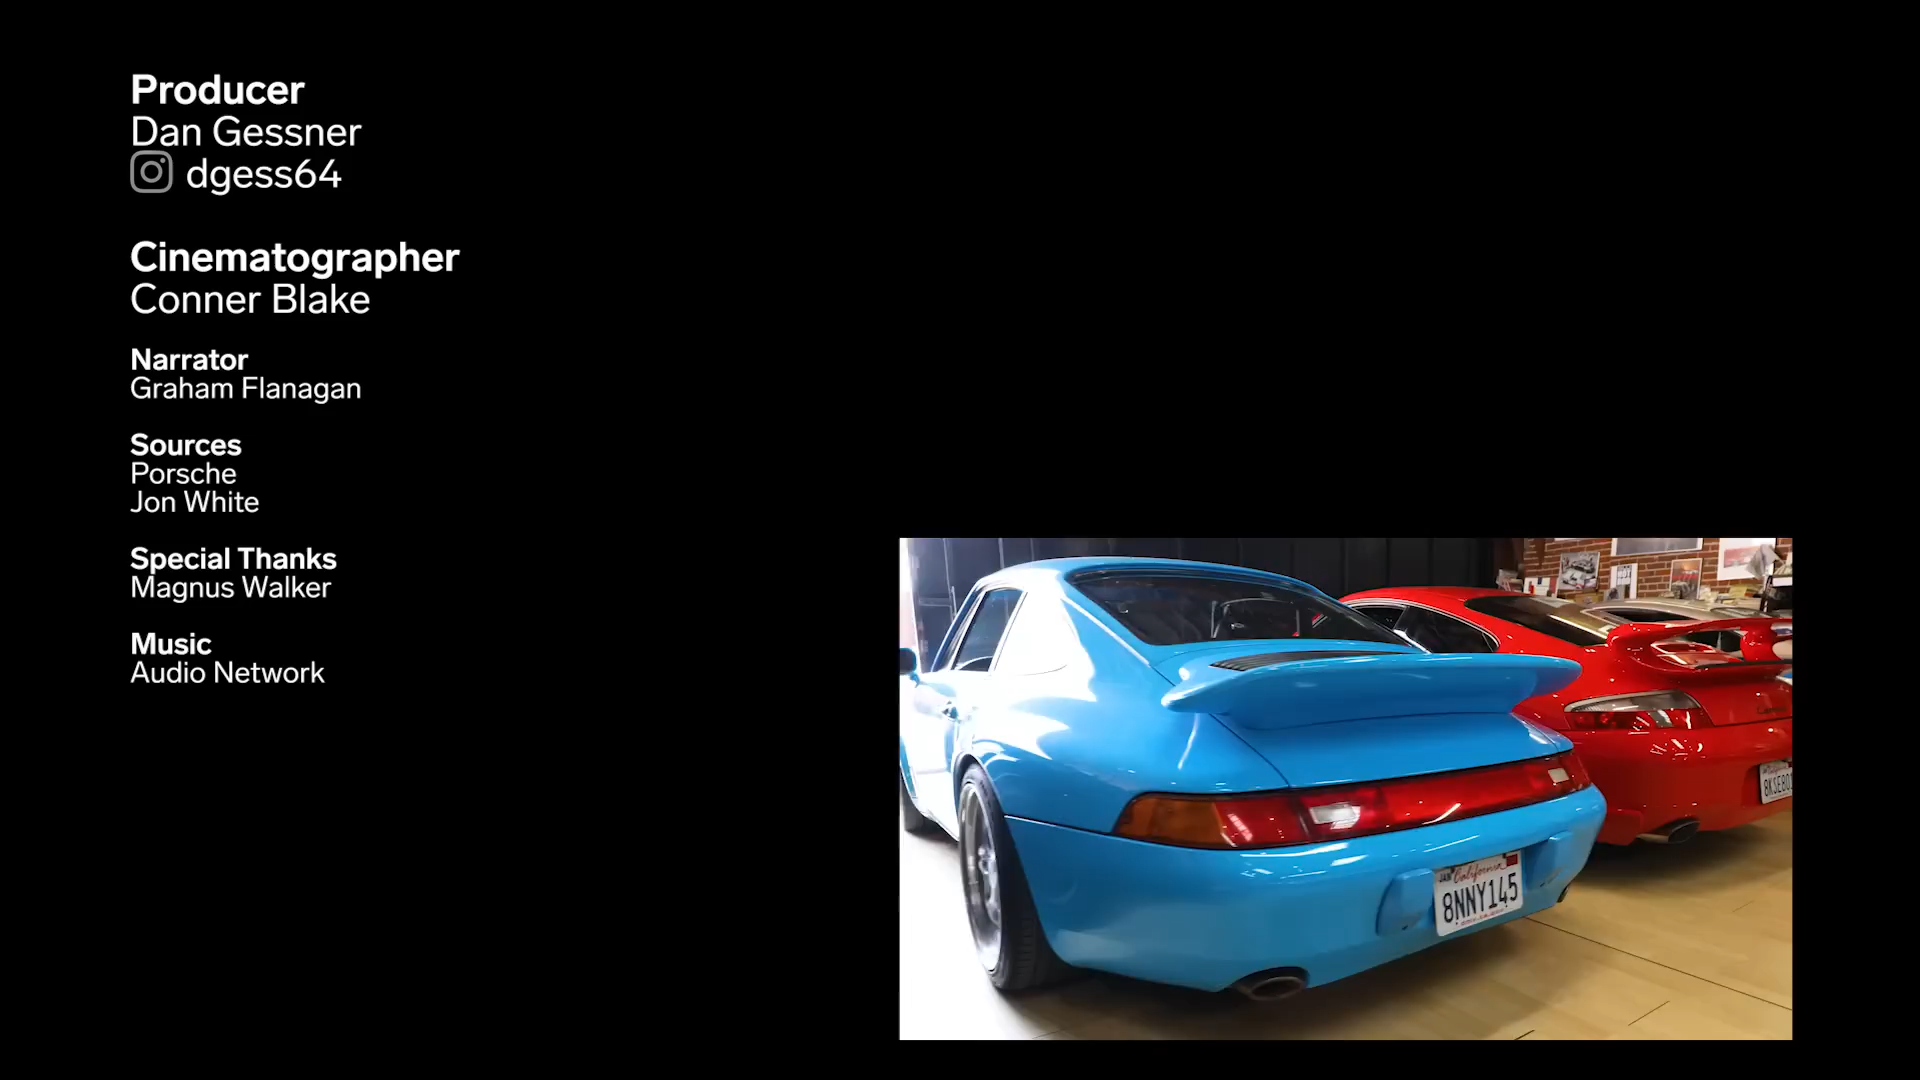 Producer
Dan Gessner
dgess64
Cinematographer
Conner Blake
Narrator
Graham Flanagan
Sources
Porsche
Jon White
Special Thanks
Magnus Walker
Music
Audio Network
JAN California
8NNY145